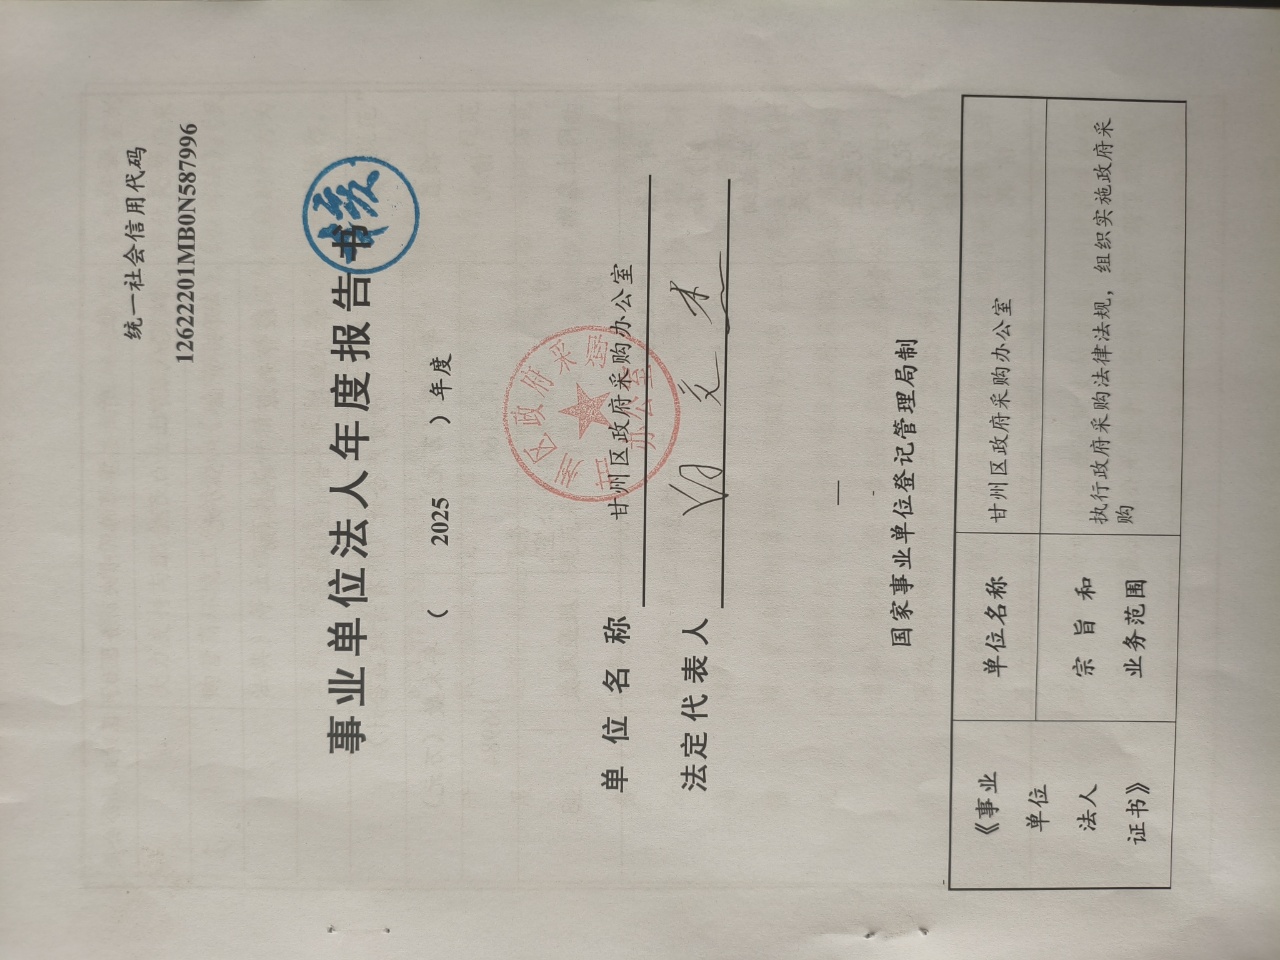 统一社会信用代码
12622201MB0N587996
事业单位法人年度报告书
( 2025 ) 年度
单位名称 甘州区政府采购办公室
法定代表人
国家事业单位登记管理局制
《事业
单位
法人
证书》
单位名称
甘州区政府采购办公室
宗旨和
业务范围
执行政府采购法律法规，组织实施政府采
购